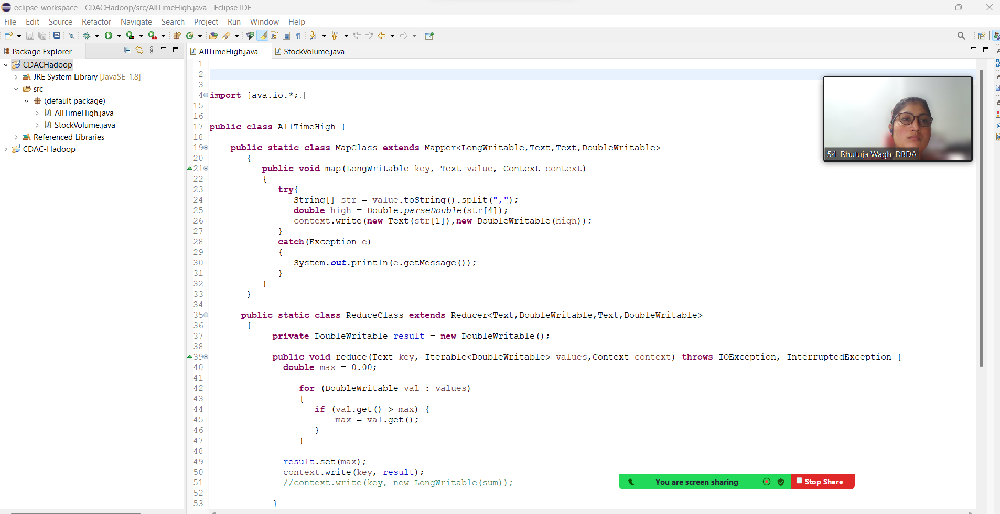 eclipse-workspace - CDACHadoop/src/AllTimeHigh.java - Eclipse IDE
File Edit Source Refactor Navigate Search Project Run Window Help
Package Explorer
CDACHadoop
JRE System Library [JavaSE-1.8]
src
(default package)
AllTimeHigh.java
StockVolume.java
Referenced Libraries
CDAC-Hadoop
AllTimeHigh.java StockVolume.java
1
2
3
4 import java.io.*;
15
16
17 public class AllTimeHigh {
18
19 public static class MapClass extends Mapper<LongWritable,Text,Text,DoubleWritable>
20 {
21 public void map(LongWritable key, Text value, Context context)
22 {
23 try{
24 String[] str = value.toString().split(",");
25 double high = Double.parseDouble(str[4]);
26 context.write(new Text(str[1]),new DoubleWritable(high));
27 }
28 catch(Exception e)
29 {
30 System.out.println(e.getMessage());
31 }
32 }
33 }
34
35 public static class ReduceClass extends Reducer<Text,DoubleWritable,Text,DoubleWritable>
36 {
37 private DoubleWritable result = new DoubleWritable();
38
39 public void reduce(Text key, Iterable<DoubleWritable> values,Context context) throws IOException, InterruptedException {
40 double max = 0.00;
41
42 for (DoubleWritable val : values)
43 {
44 if (val.get() > max) {
45 max = val.get();
46 }
47 }
48
49 result.set(max);
50 context.write(key, result);
51 //context.write(key, new LongWritable(sum));
52
53 }
54_Rhutuja Wagh_DBDA
You are screen sharing Stop Share